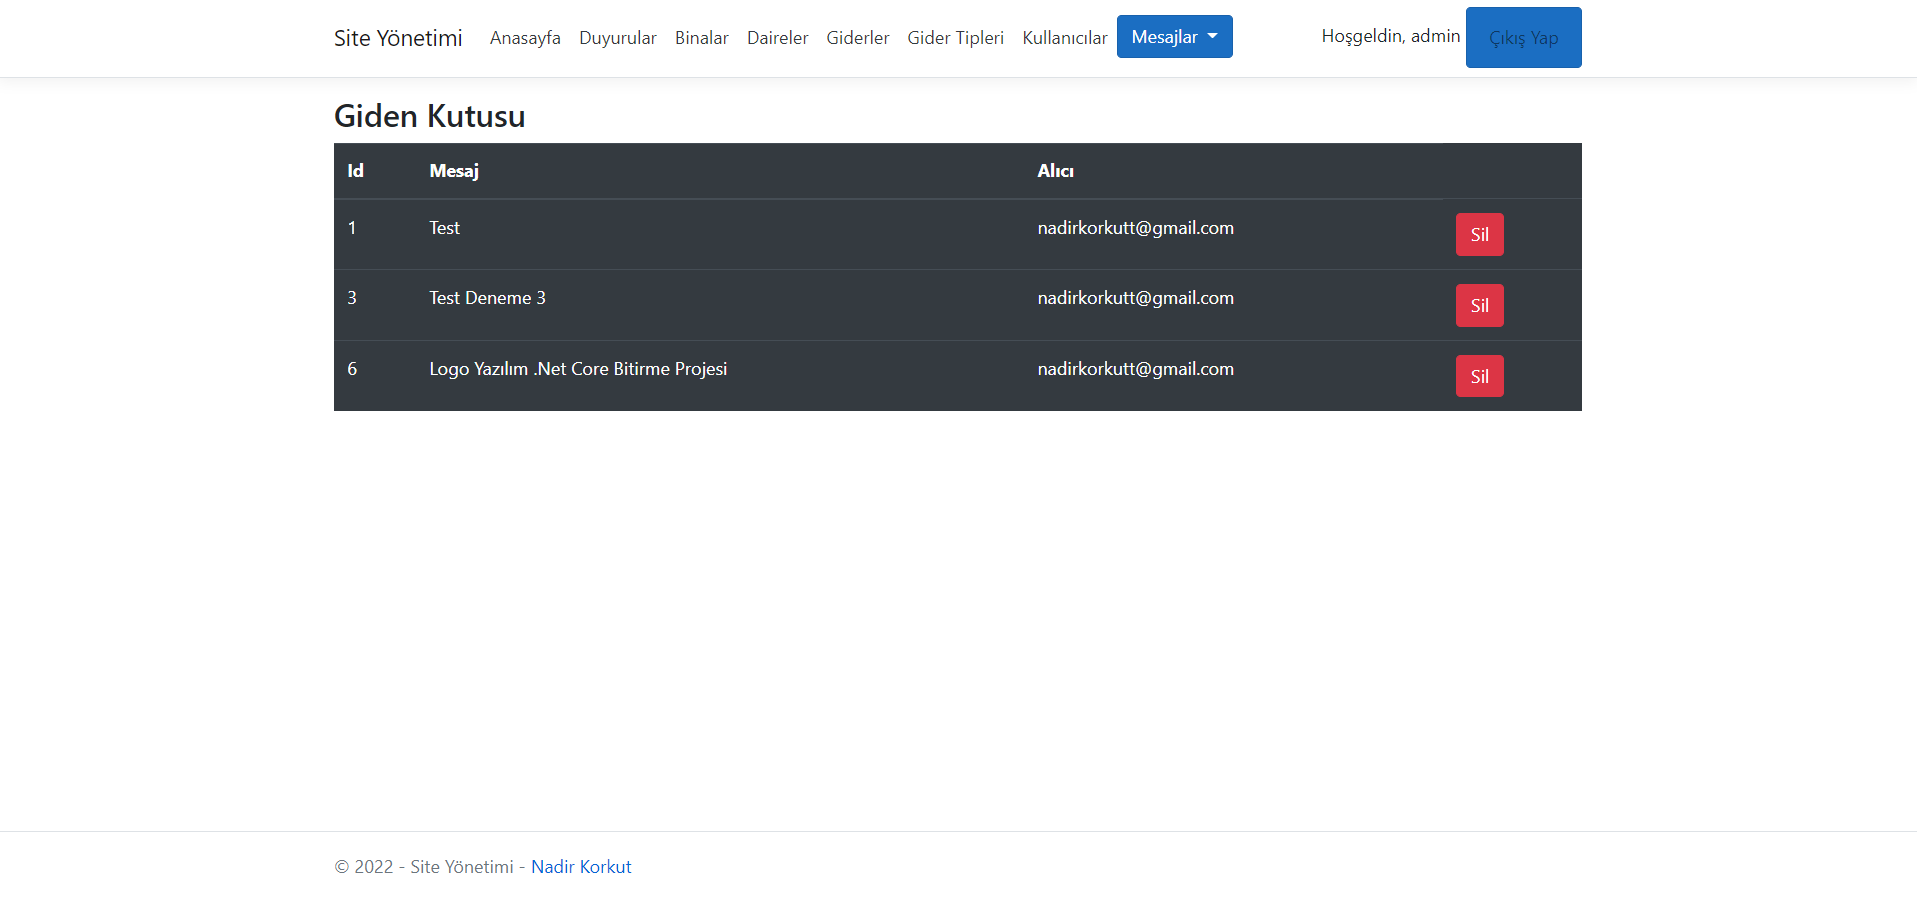 Site Yönetimi Anasayfa Duyurular Binalar Daireler Giderler Gider Tipleri Kullanıcılar Mesajlar Hoşgeldin, admin Çıkış Yap
Giden Kutusu
Id Mesaj Alıcı
1 Test nadirkorkutt@gmail.com Sil
3 Test Deneme 3 nadirkorkutt@gmail.com Sil
6 Logo Yazılım .Net Core Bitirme Projesi nadirkorkutt@gmail.com Sil
© 2022 - Site Yönetimi - Nadir Korkut